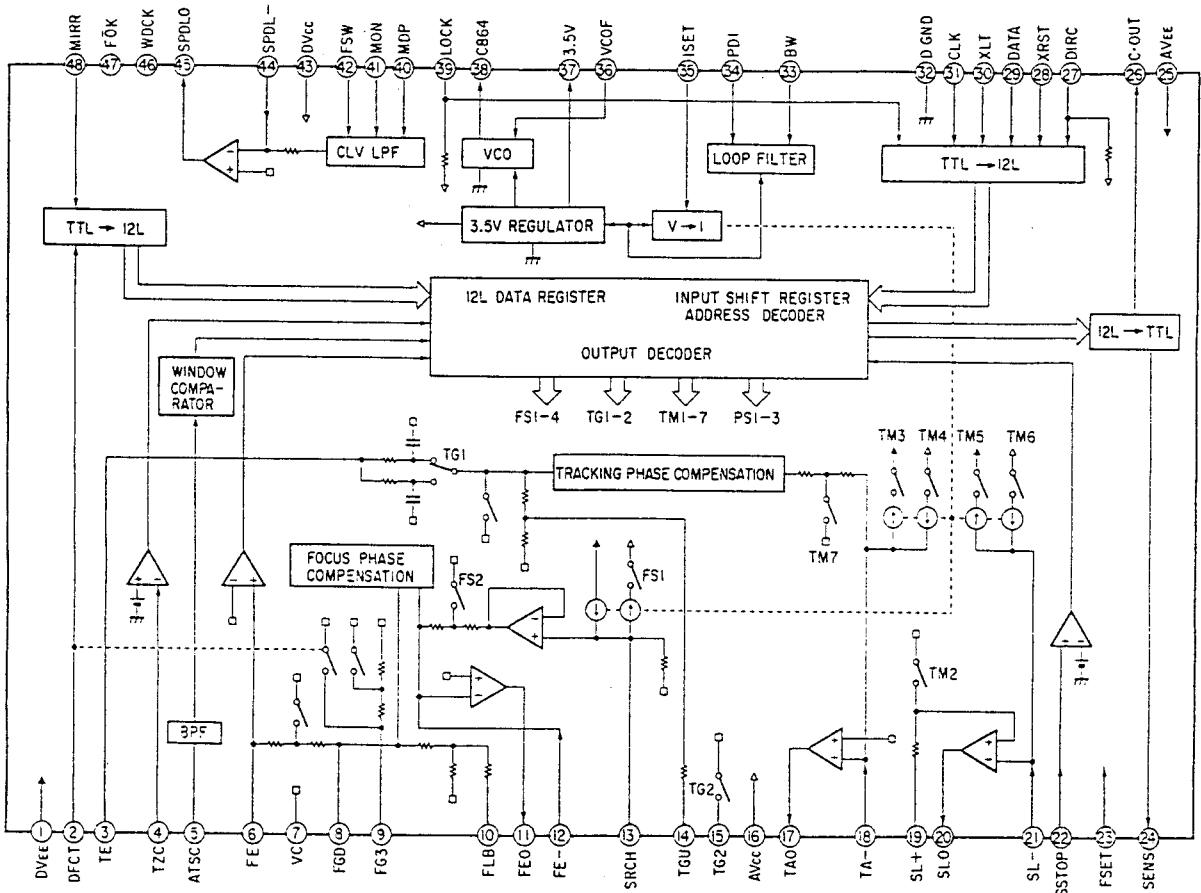 MIRR
FŌK
WDCK
SPDLO
SPDL-
DVcc
FSW
MON
MDP
LOCK
C864
3.5V
VCOF
ISET
PDI
BW
D GND
CLK
XLT
DATA
XRST
DIRC
C·OUT
AVEE
48
47
46
45
44
43
42
41
40
39
38
37
36
35
34
33
32
31
30
29
28
27
26
25
CLV LPF
VCO
LOOP FILTER
TTL → 12L
TTL → 12L
3.5V REGULATOR
V → I
12L DATA REGISTER
INPUT SHIFT REGISTER
ADDRESS DECODER
OUTPUT DECODER
12L → TTL
WINDOW
COMPA-
RATOR
FS1-4
TG1-2
TM1-7
PS1-3
TG1
TRACKING PHASE COMPENSATION
TM3
TM4
TM5
TM6
TM7
FOCUS PHASE
COMPENSATION
FS2
FS1
TM2
BPF
TG2
1
2
3
4
5
6
7
8
9
10
11
12
13
14
15
16
17
18
19
20
21
22
23
24
DVEE
DFCT
TE
TZC
ATSC
FE
VC
FGD
FG3
FLB
FEO
FE-
SRCH
TGU
TG2
AVcc
TAO
TA-
SL+
SLO
SL-
SSTOP
FSET
SENS